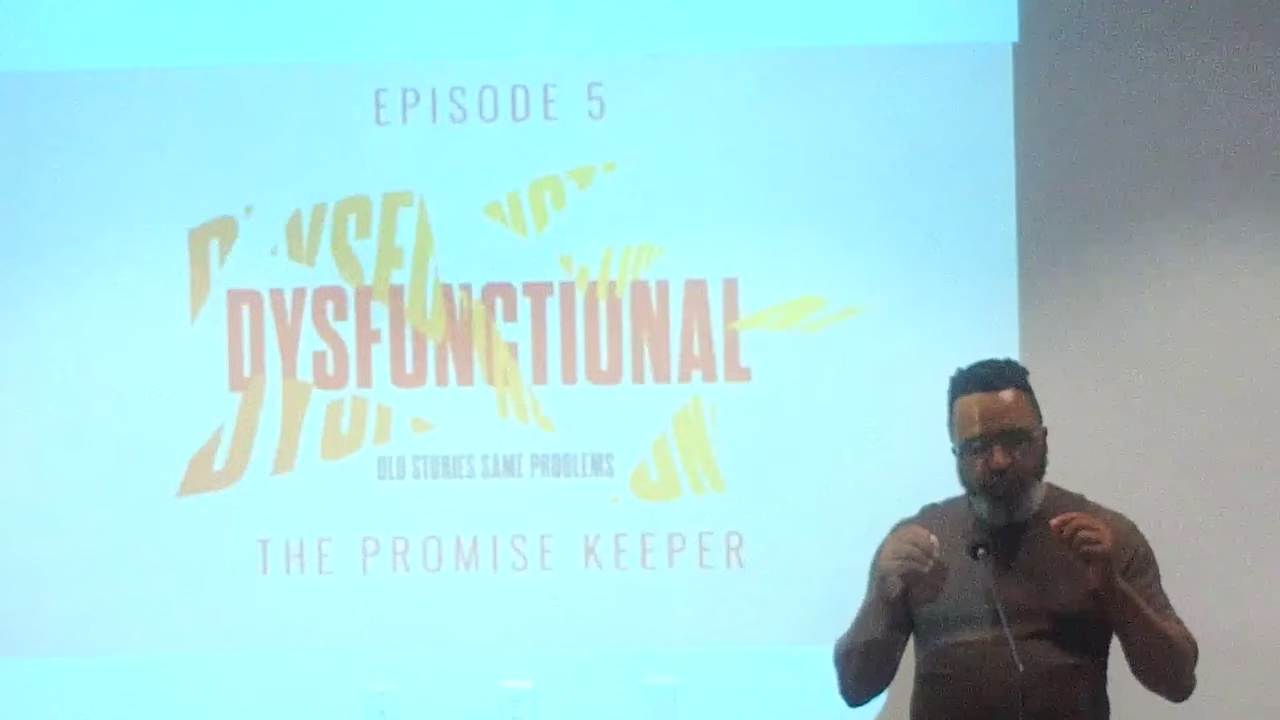 EPISODE 5
DYSFUNCTIONAL
OLD STORIES SAME PROBLEMS
THE PROMISE KEEPER